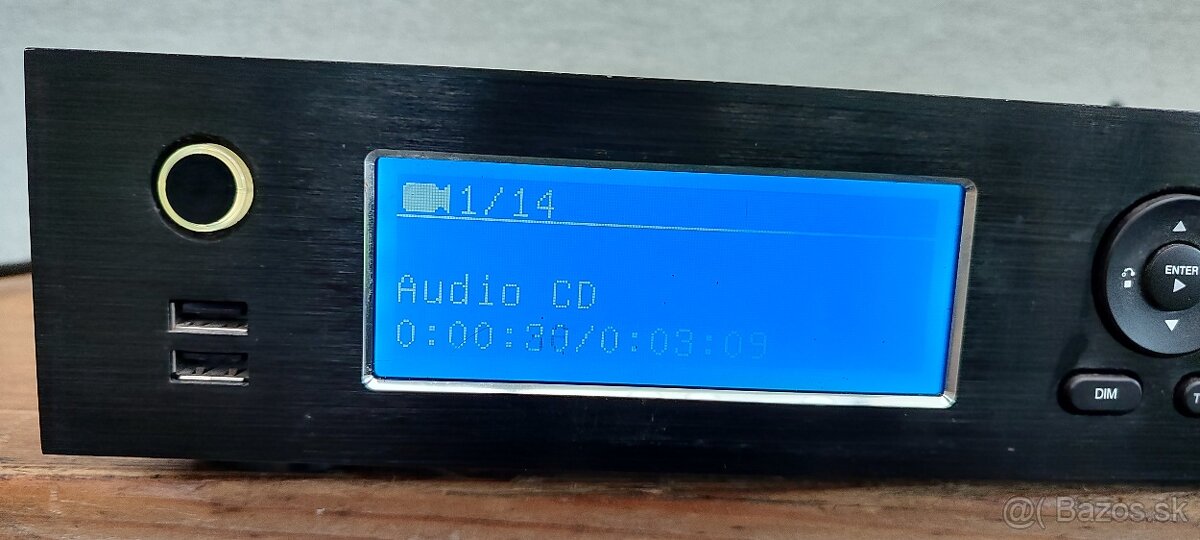 1/14
Audio CD
0:00:30/0:03:09
ENTER
DIM
@( Bazos.sk